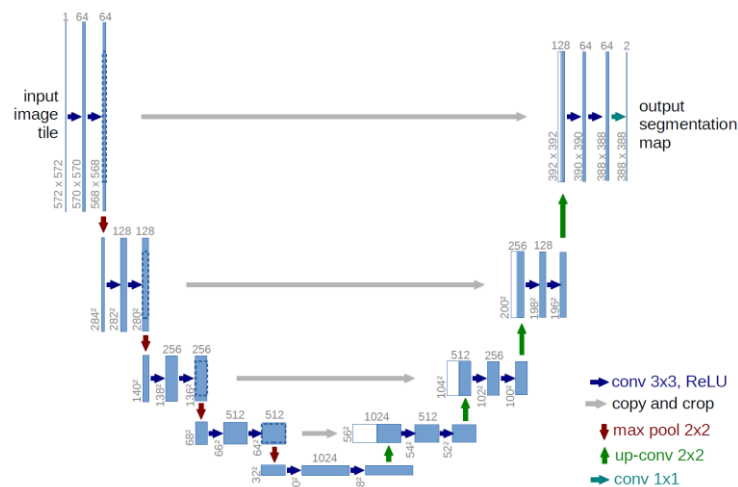 1 64 64
128 64 64 2
input
image
tile
output
segmentation
map
572 x 572
570 x 570
568 x 568
392 x 392
390 x 390
388 x 388
388 x 388
128 128
256 128
284²
282²
280²
200²
198²
196²
256 256
512 256
140²
138²
136²
104²
102²
100²
512 512
1024 512
68²
66²
64²
56²
54²
52²
1024
32²
0²
8²
conv 3x3, ReLU
copy and crop
max pool 2x2
up-conv 2x2
conv 1x1